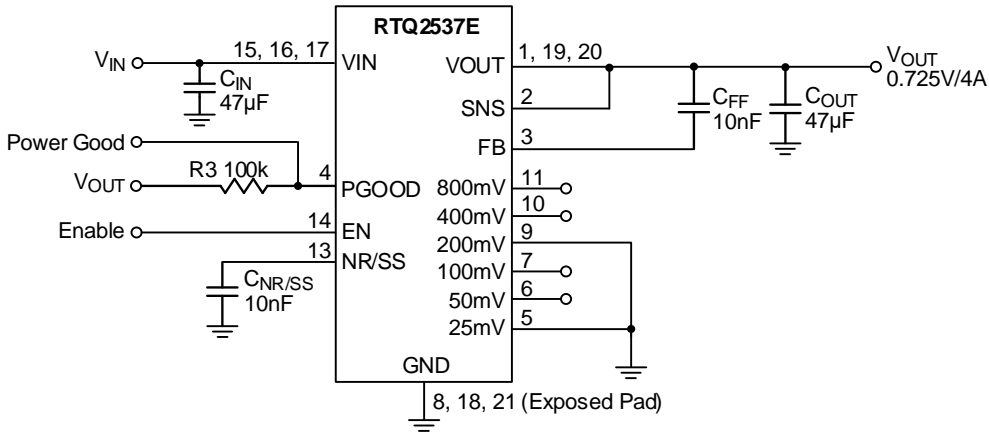 RTQ2537E
VIN
15, 16, 17
VIN
CIN
47µF
Power Good
VOUT
R3 100k
4
PGOOD
Enable
14
EN
13
NR/SS
CNR/SS
10nF
VOUT
1, 19, 20
SNS
2
FB
3
CFF
10nF
COUT
47µF
VOUT
0.725V/4A
800mV
11
400mV
10
200mV
9
100mV
7
50mV
6
25mV
5
GND
8, 18, 21 (Exposed Pad)